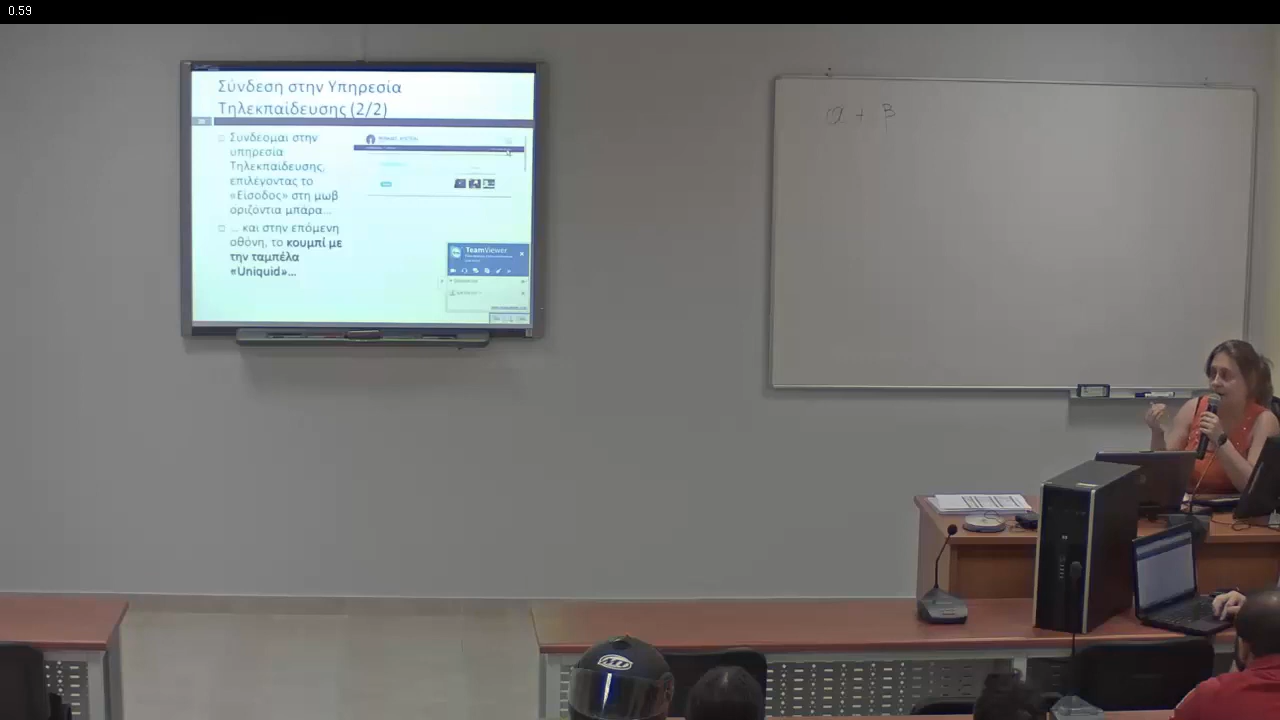 0.59
Σύνδεση στην Υπηρεσία
Τηλεκπαίδευσης (2/2)
Συνδεομαι στην
υπηρεσία
Τηλεκπαίδευσης,
επιλέγοντας το
«Είσοδος» στη μωβ
οριζόντια μπάρα...
... και στην επόμενη
οθόνη, το κουμπί με
την ταμπέλα
«Uniquid»...
TeamViewer
α + β